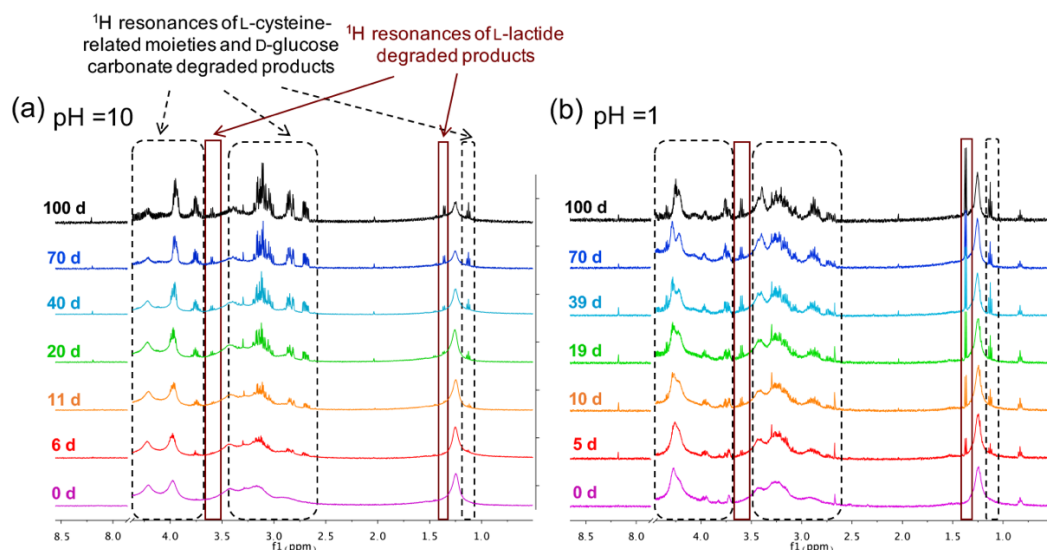 ¹H resonances of L-cysteine-
related moieties and D-glucose
carbonate degraded products
¹H resonances of L-lactide
degraded products
(a) pH =10
100 d
70 d
40 d
20 d
11 d
6 d
0 d
8.5 8.0 4.0 3.5 3.0 2.5 2.0 1.5 1.0
f1 (ppm)
(b) pH =1
100 d
70 d
39 d
19 d
10 d
5 d
0 d
8.5 8.0 4.0 3.5 3.0 2.5 2.0 1.5 1.0
f1 (ppm)